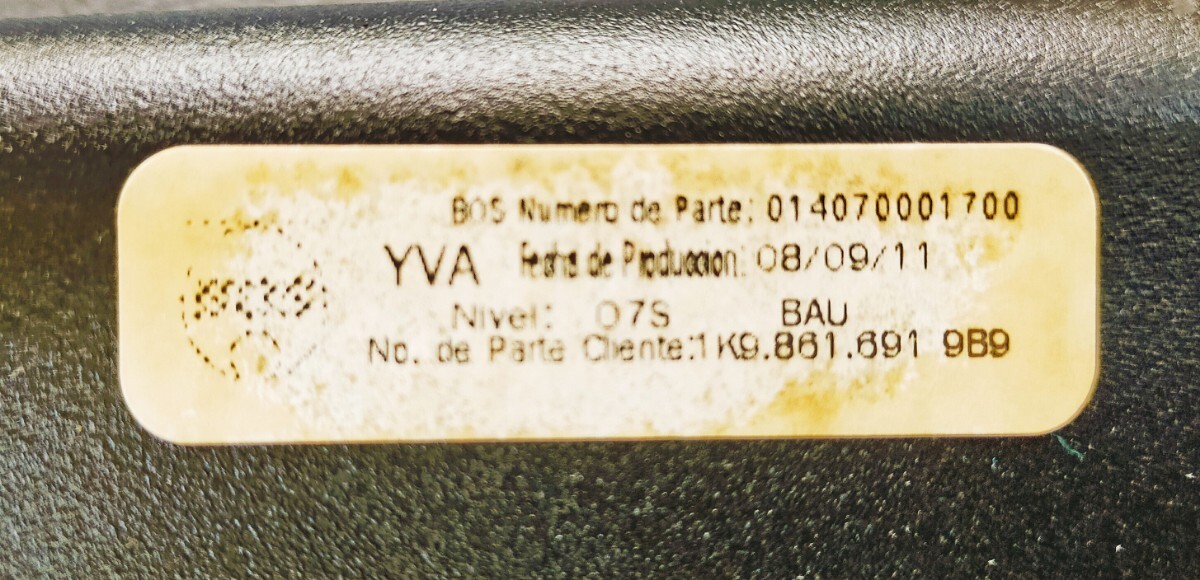 BOS Numero de Parte: 014070001700
YVA Fecha de Produccion: 08/09/11
Nivel: 07S BAU
No. de Parte Cliente:1K9.861.691 9B9